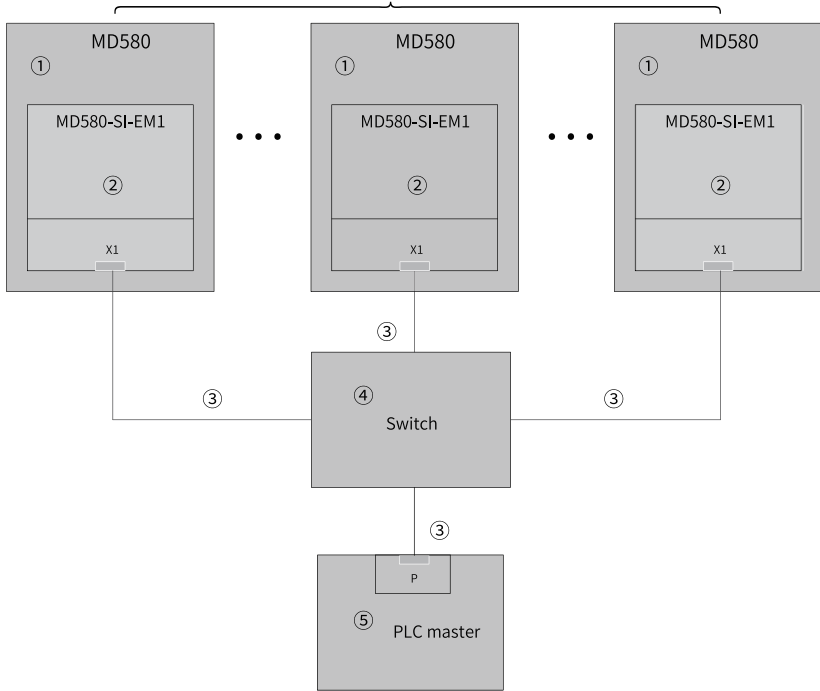 MD580 MD580 MD580
① ① ①
MD580-SI-EM1 MD580-SI-EM1 MD580-SI-EM1
② ② ②
X1 X1 X1
③
③ ③
④
Switch
③
P
⑤
PLC master